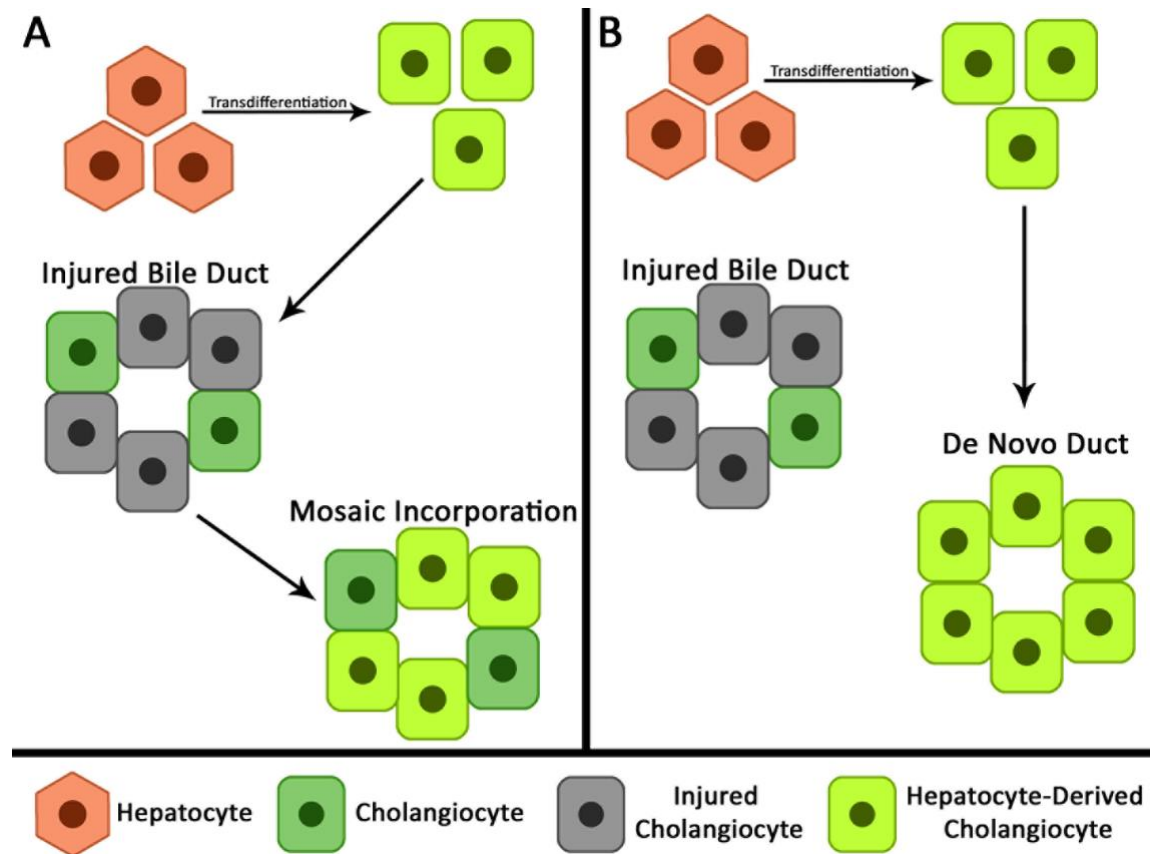 A
Transdifferentiation
Injured Bile Duct
Mosaic Incorporation
B
Transdifferentiation
Injured Bile Duct
De Novo Duct
Hepatocyte
Cholangiocyte
Injured
Cholangiocyte
Hepatocyte-Derived
Cholangiocyte